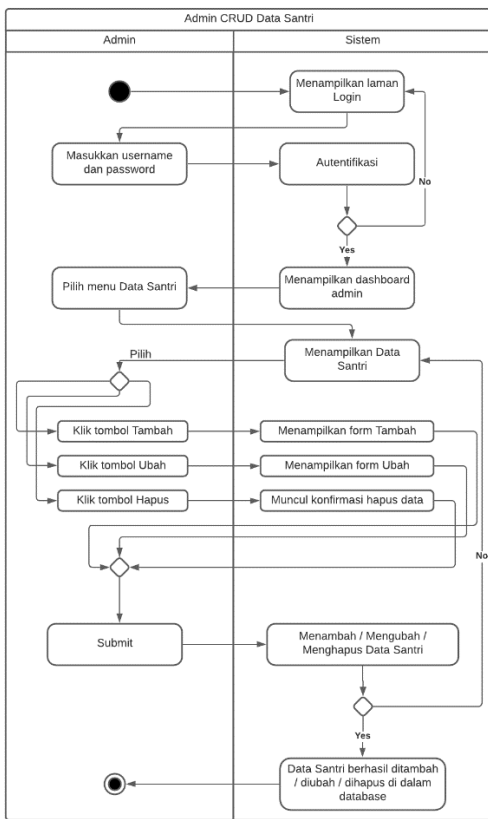 Admin CRUD Data Santri
Admin
Sistem
Menampilkan laman
Login
Masukkan username
dan password
Autentifikasi
No
Yes
Pilih menu Data Santri
Menampilkan dashboard
admin
Menampilkan Data
Santri
Pilih
Klik tombol Tambah
Menampilkan form Tambah
Klik tombol Ubah
Menampilkan form Ubah
Klik tombol Hapus
Muncul konfirmasi hapus data
No
Submit
Menambah / Mengubah /
Menghapus Data Santri
Yes
Data Santri berhasil ditambah
/ diubah / dihapus di dalam
database